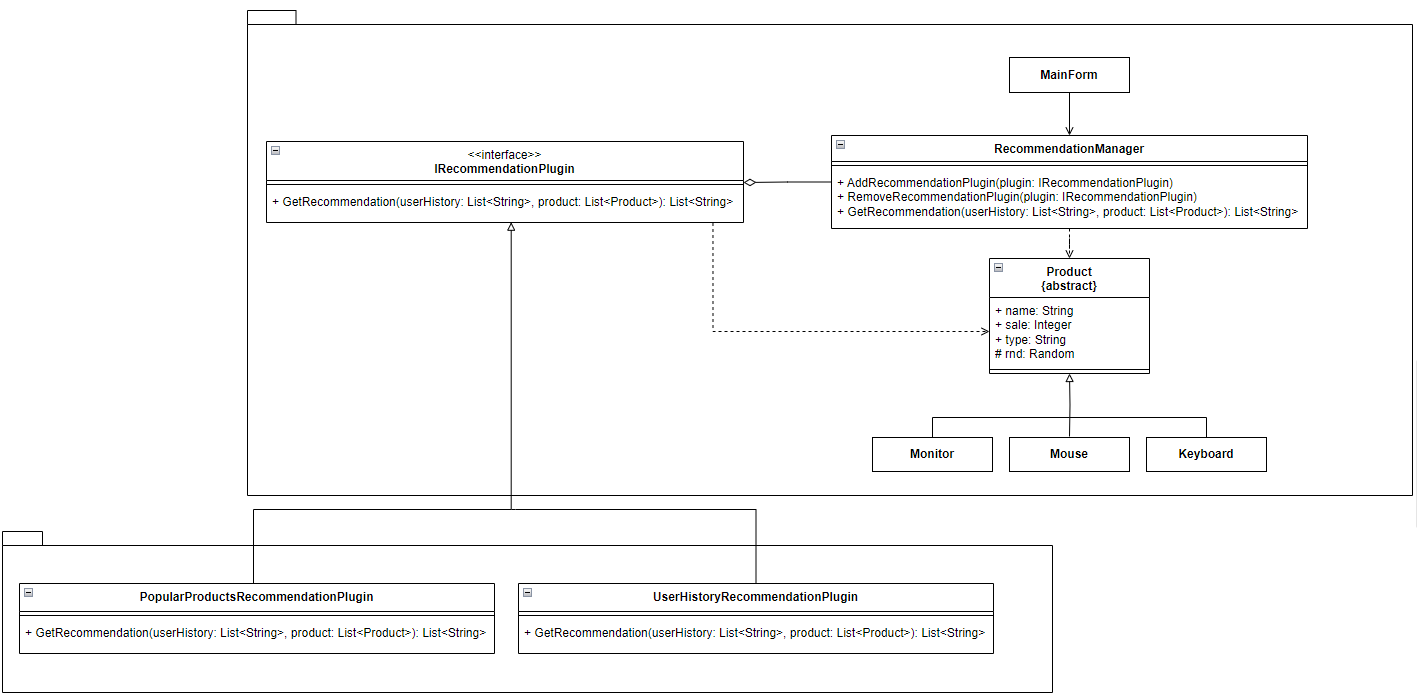 MainForm
<<interface>>
IRecommendationPlugin
+ GetRecommendation(userHistory: List<String>, product: List<Product>): List<String>
RecommendationManager
+ AddRecommendationPlugin(plugin: IRecommendationPlugin)
+ RemoveRecommendationPlugin(plugin: IRecommendationPlugin)
+ GetRecommendation(userHistory: List<String>, product: List<Product>): List<String>
Product
{abstract}
+ name: String
+ sale: Integer
+ type: String
# rnd: Random
Monitor
Mouse
Keyboard
PopularProductsRecommendationPlugin
+ GetRecommendation(userHistory: List<String>, product: List<Product>): List<String>
UserHistoryRecommendationPlugin
+ GetRecommendation(userHistory: List<String>, product: List<Product>): List<String>